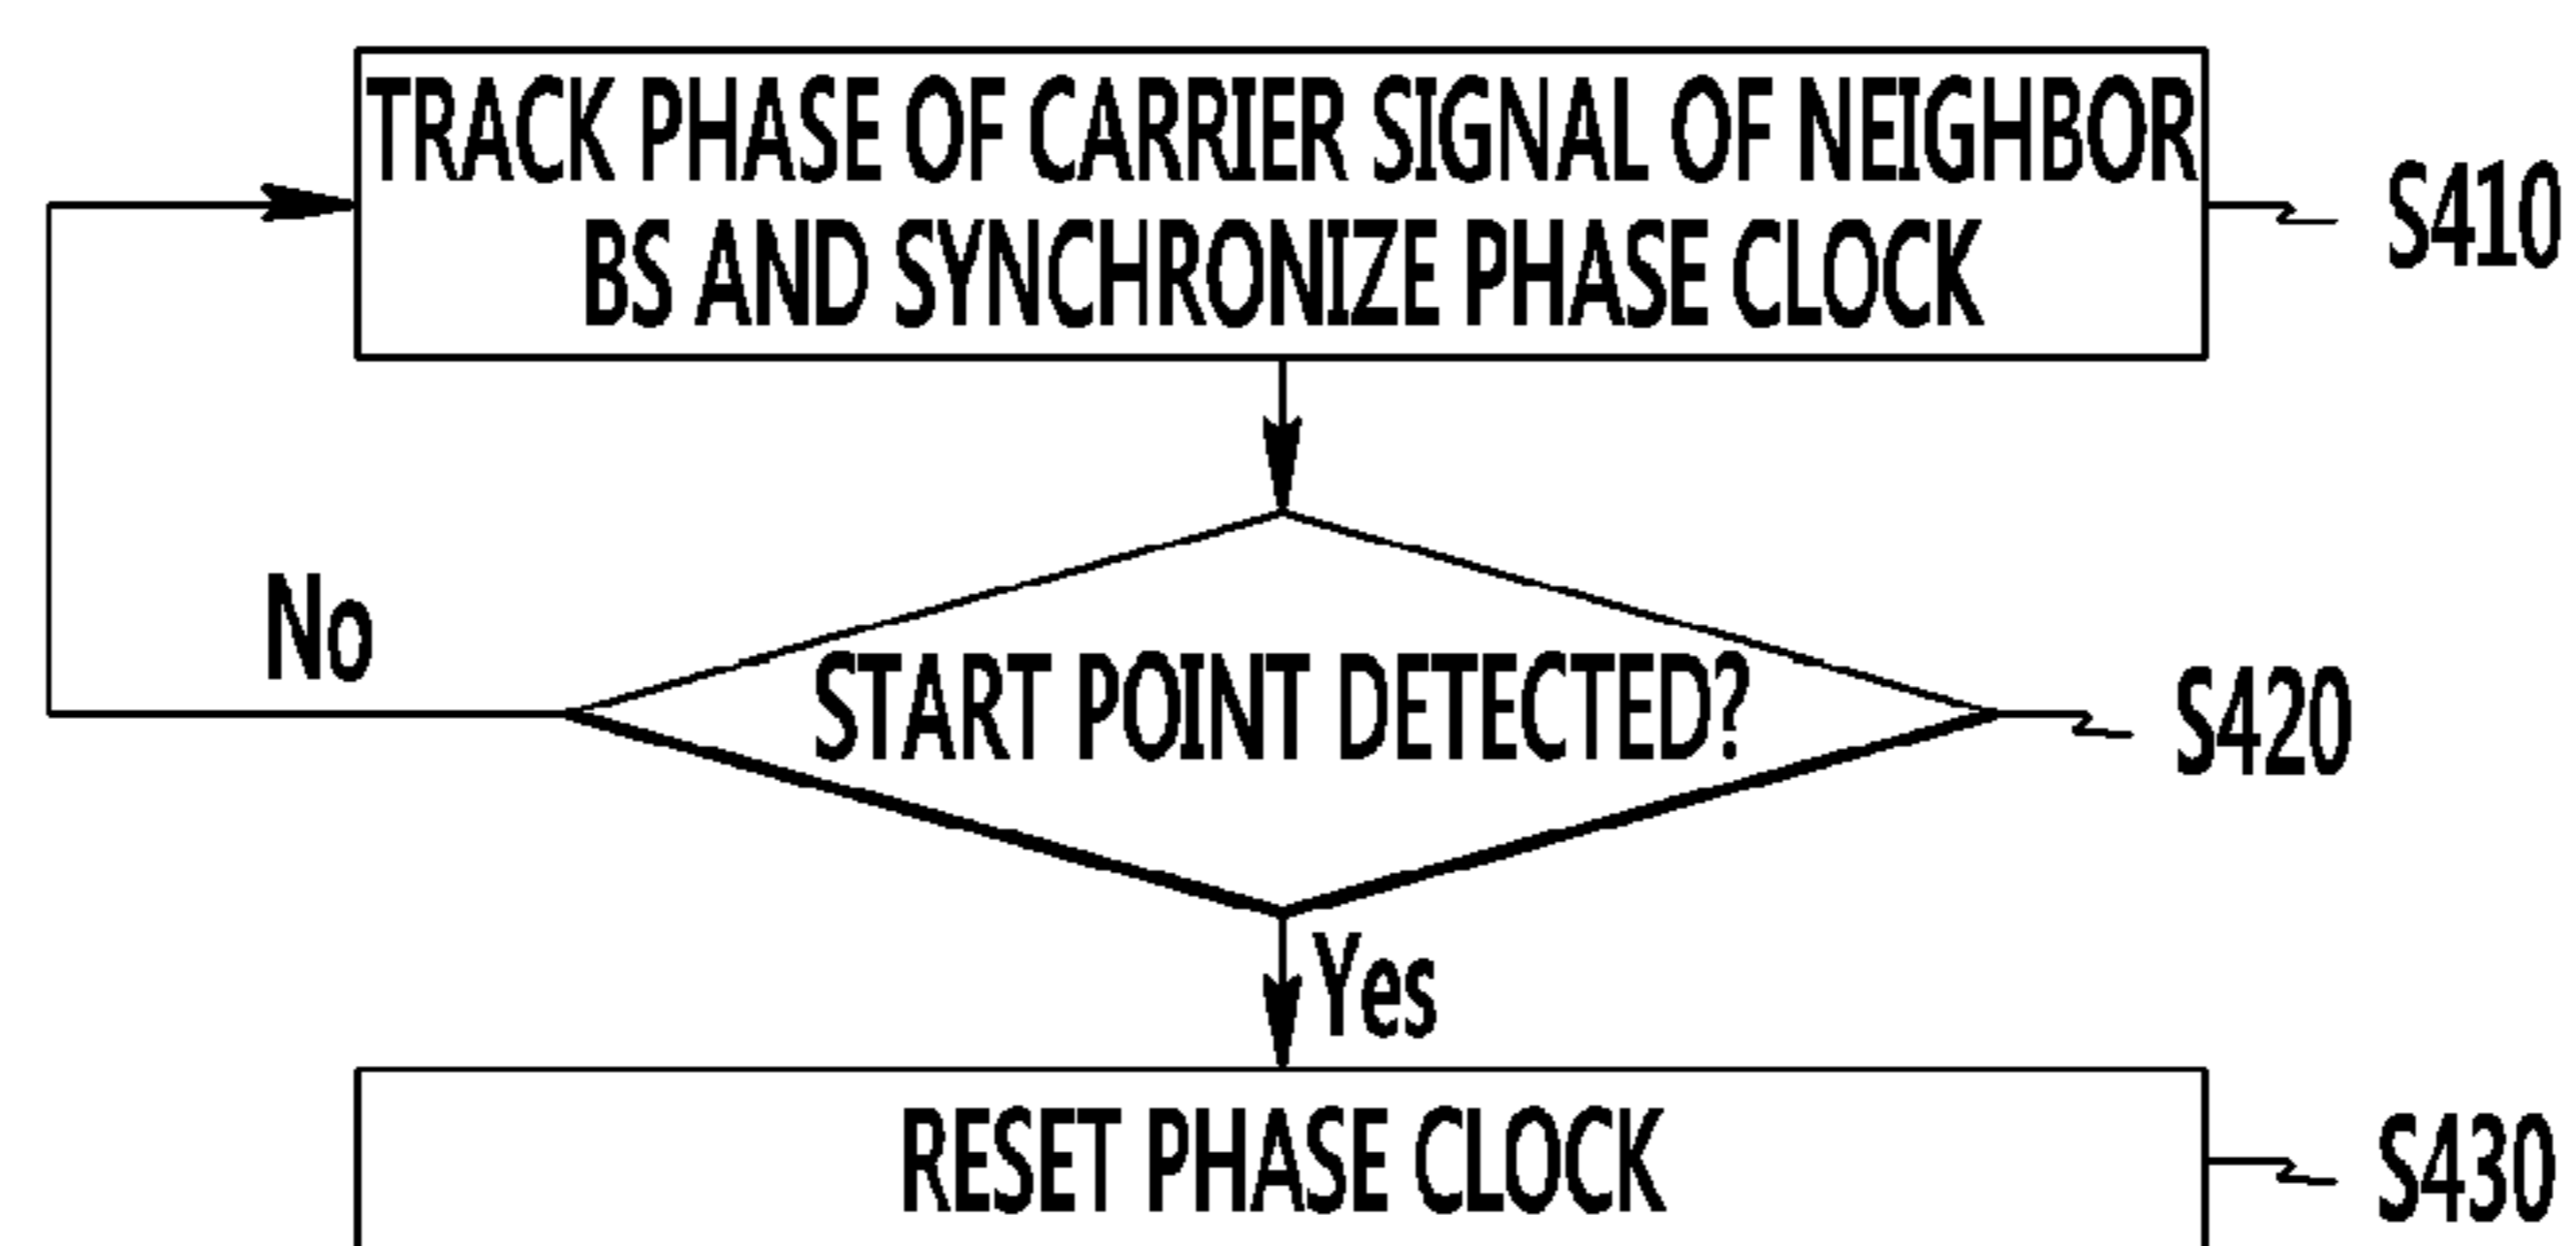 TRACK PHASE OF CARRIER SIGNAL OF NEIGHBOR
BS AND SYNCHRONIZE PHASE CLOCK
S410
No
START POINT DETECTED?
S420
Yes
RESET PHASE CLOCK
S430